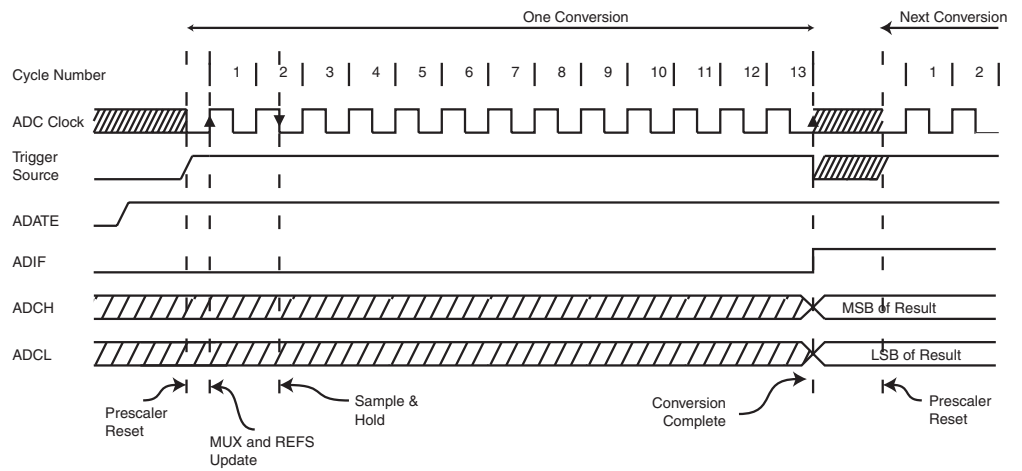 One Conversion
Next Conversion
Cycle Number
1 2 3 4 5 6 7 8 9 10 11 12 13 1 2
ADC Clock
Trigger
Source
ADATE
ADIF
ADCH
MSB of Result
ADCL
LSB of Result
Prescaler
Reset
MUX and REFS
Update
Sample &
Hold
Conversion
Complete
Prescaler
Reset